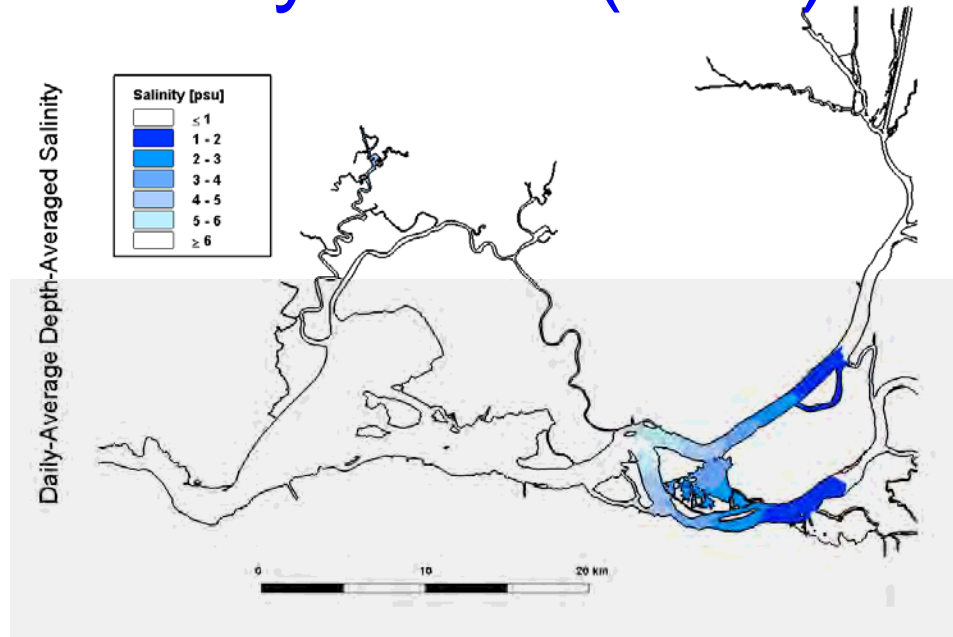 Daily-Average Depth-Averaged Salinity
Salinity [psu]
≤ 1
1 - 2
2 - 3
3 - 4
4 - 5
5 - 6
≥ 6
0 10 20 km